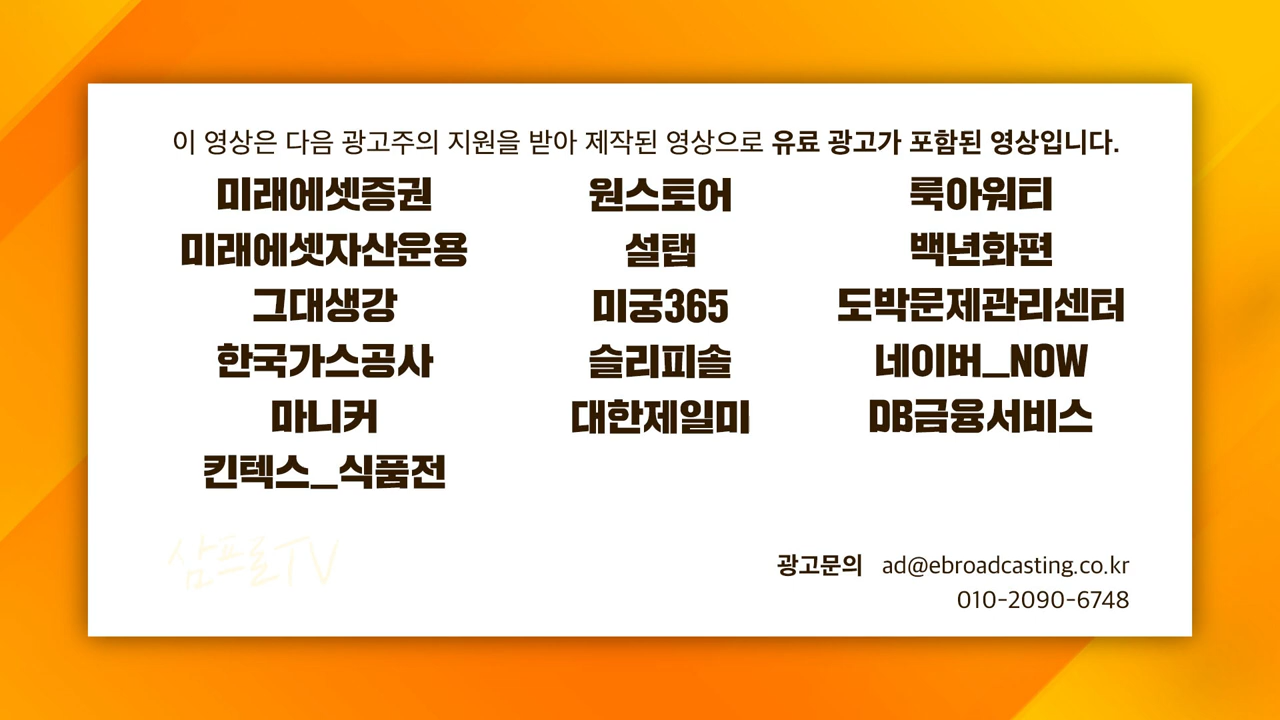 이 영상은 다음 광고주의 지원을 받아 제작된 영상으로 유료 광고가 포함된 영상입니다.
미래에셋증권 원스토어 룩아워티
미래에셋자산운용 설탭 백년화편
그대생강 미궁365 도박문제관리센터
한국가스공사 슬리피솔 네이버_NOW
마니커 대한제일미 DB금융서비스
킨텍스_식품전
삼프로TV
광고문의 ad@ebroadcasting.co.kr
010-2090-6748